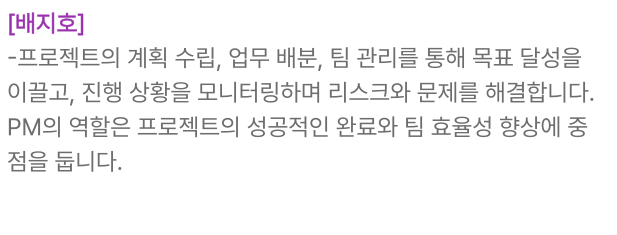 [배지호]
-프로젝트의 계획 수립, 업무 배분, 팀 관리를 통해 목표 달성을
이끌고, 진행 상황을 모니터링하며 리스크와 문제를 해결합니다.
PM의 역할은 프로젝트의 성공적인 완료와 팀 효율성 향상에 중
점을 둡니다.